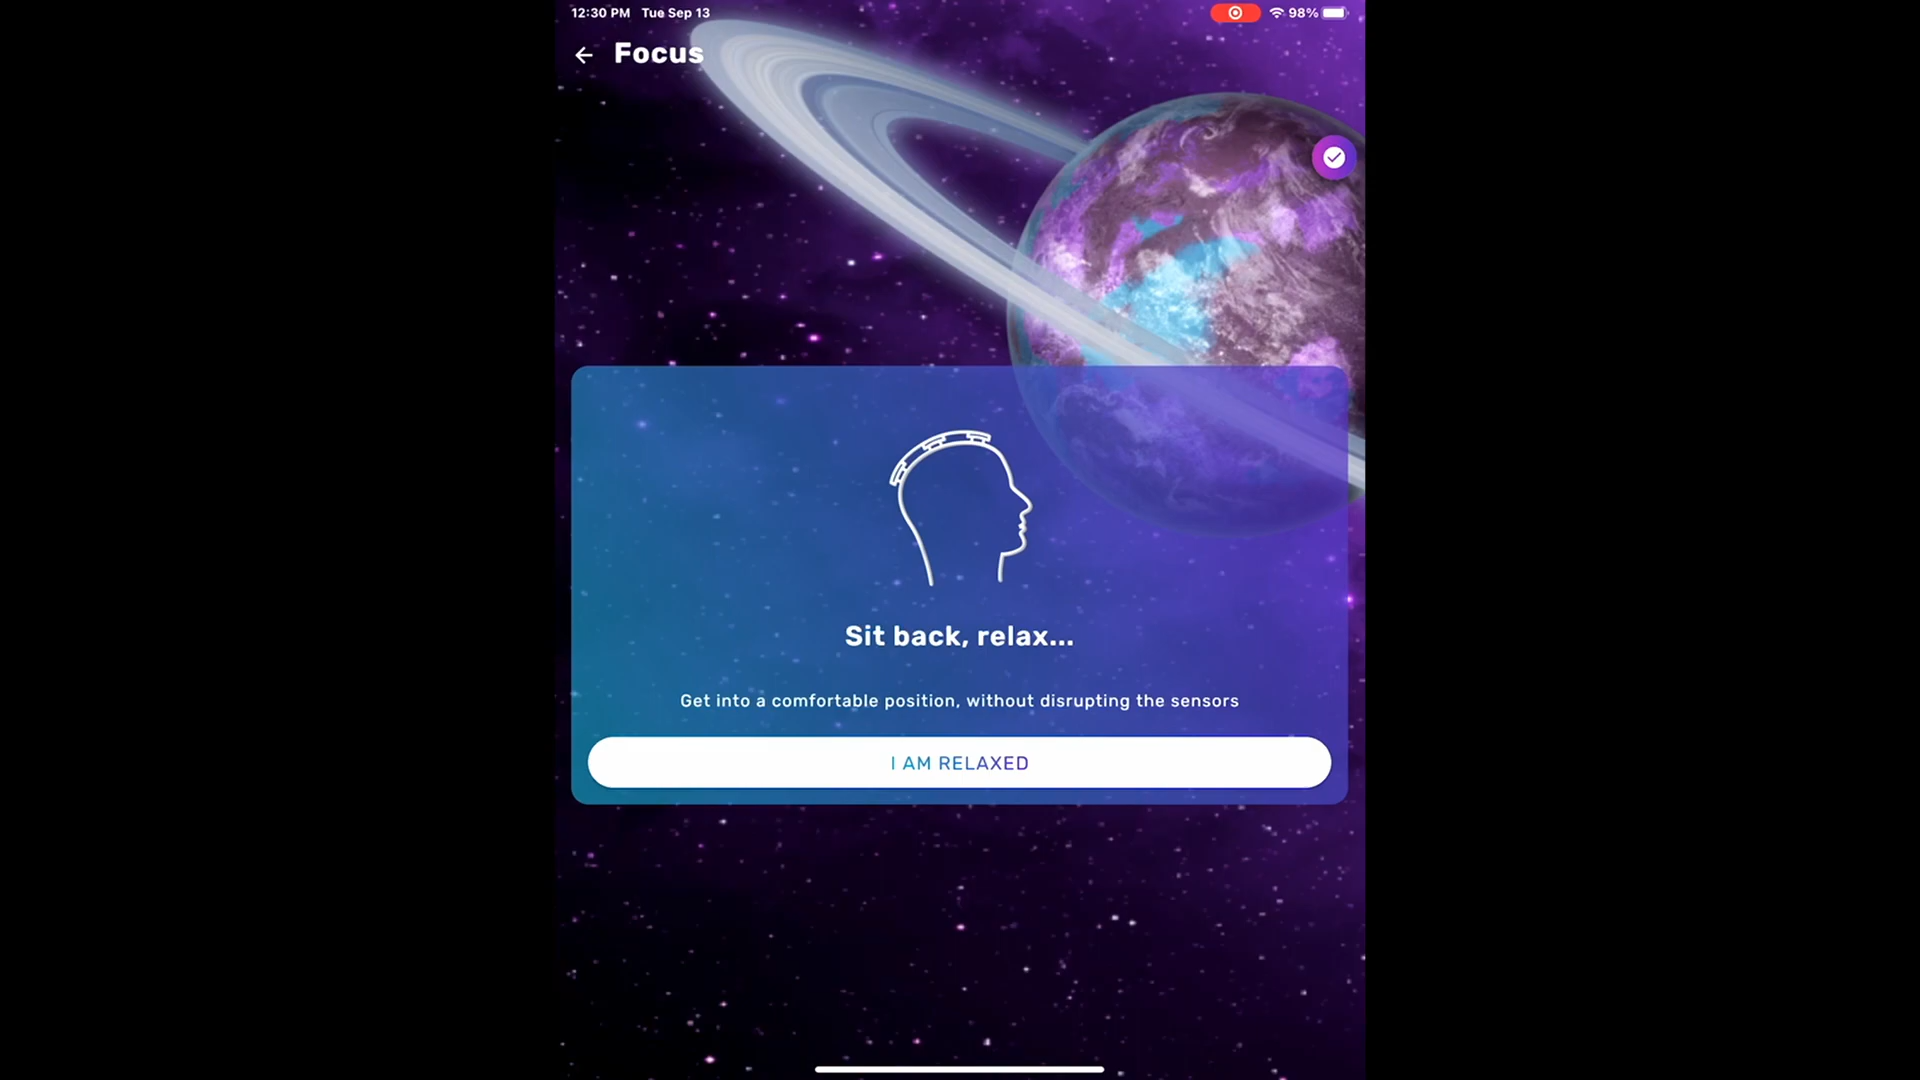 12:30 PM Tue Sep 13
98%
Focus
Sit back, relax...
Get into a comfortable position, without disrupting the sensors
I AM RELAXED